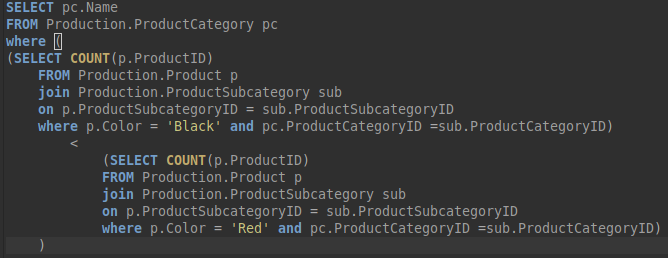 SELECT pc.Name
FROM Production.ProductCategory pc
where (
(SELECT COUNT(p.ProductID)
    FROM Production.Product p
    join Production.ProductSubcategory sub
    on p.ProductSubcategoryID = sub.ProductSubcategoryID
    where p.Color = 'Black' and pc.ProductCategoryID =sub.ProductCategoryID)
        <
            (SELECT COUNT(p.ProductID)
            FROM Production.Product p
            join Production.ProductSubcategory sub
            on p.ProductSubcategoryID = sub.ProductSubcategoryID
            where p.Color = 'Red' and pc.ProductCategoryID =sub.ProductCategoryID)
    )